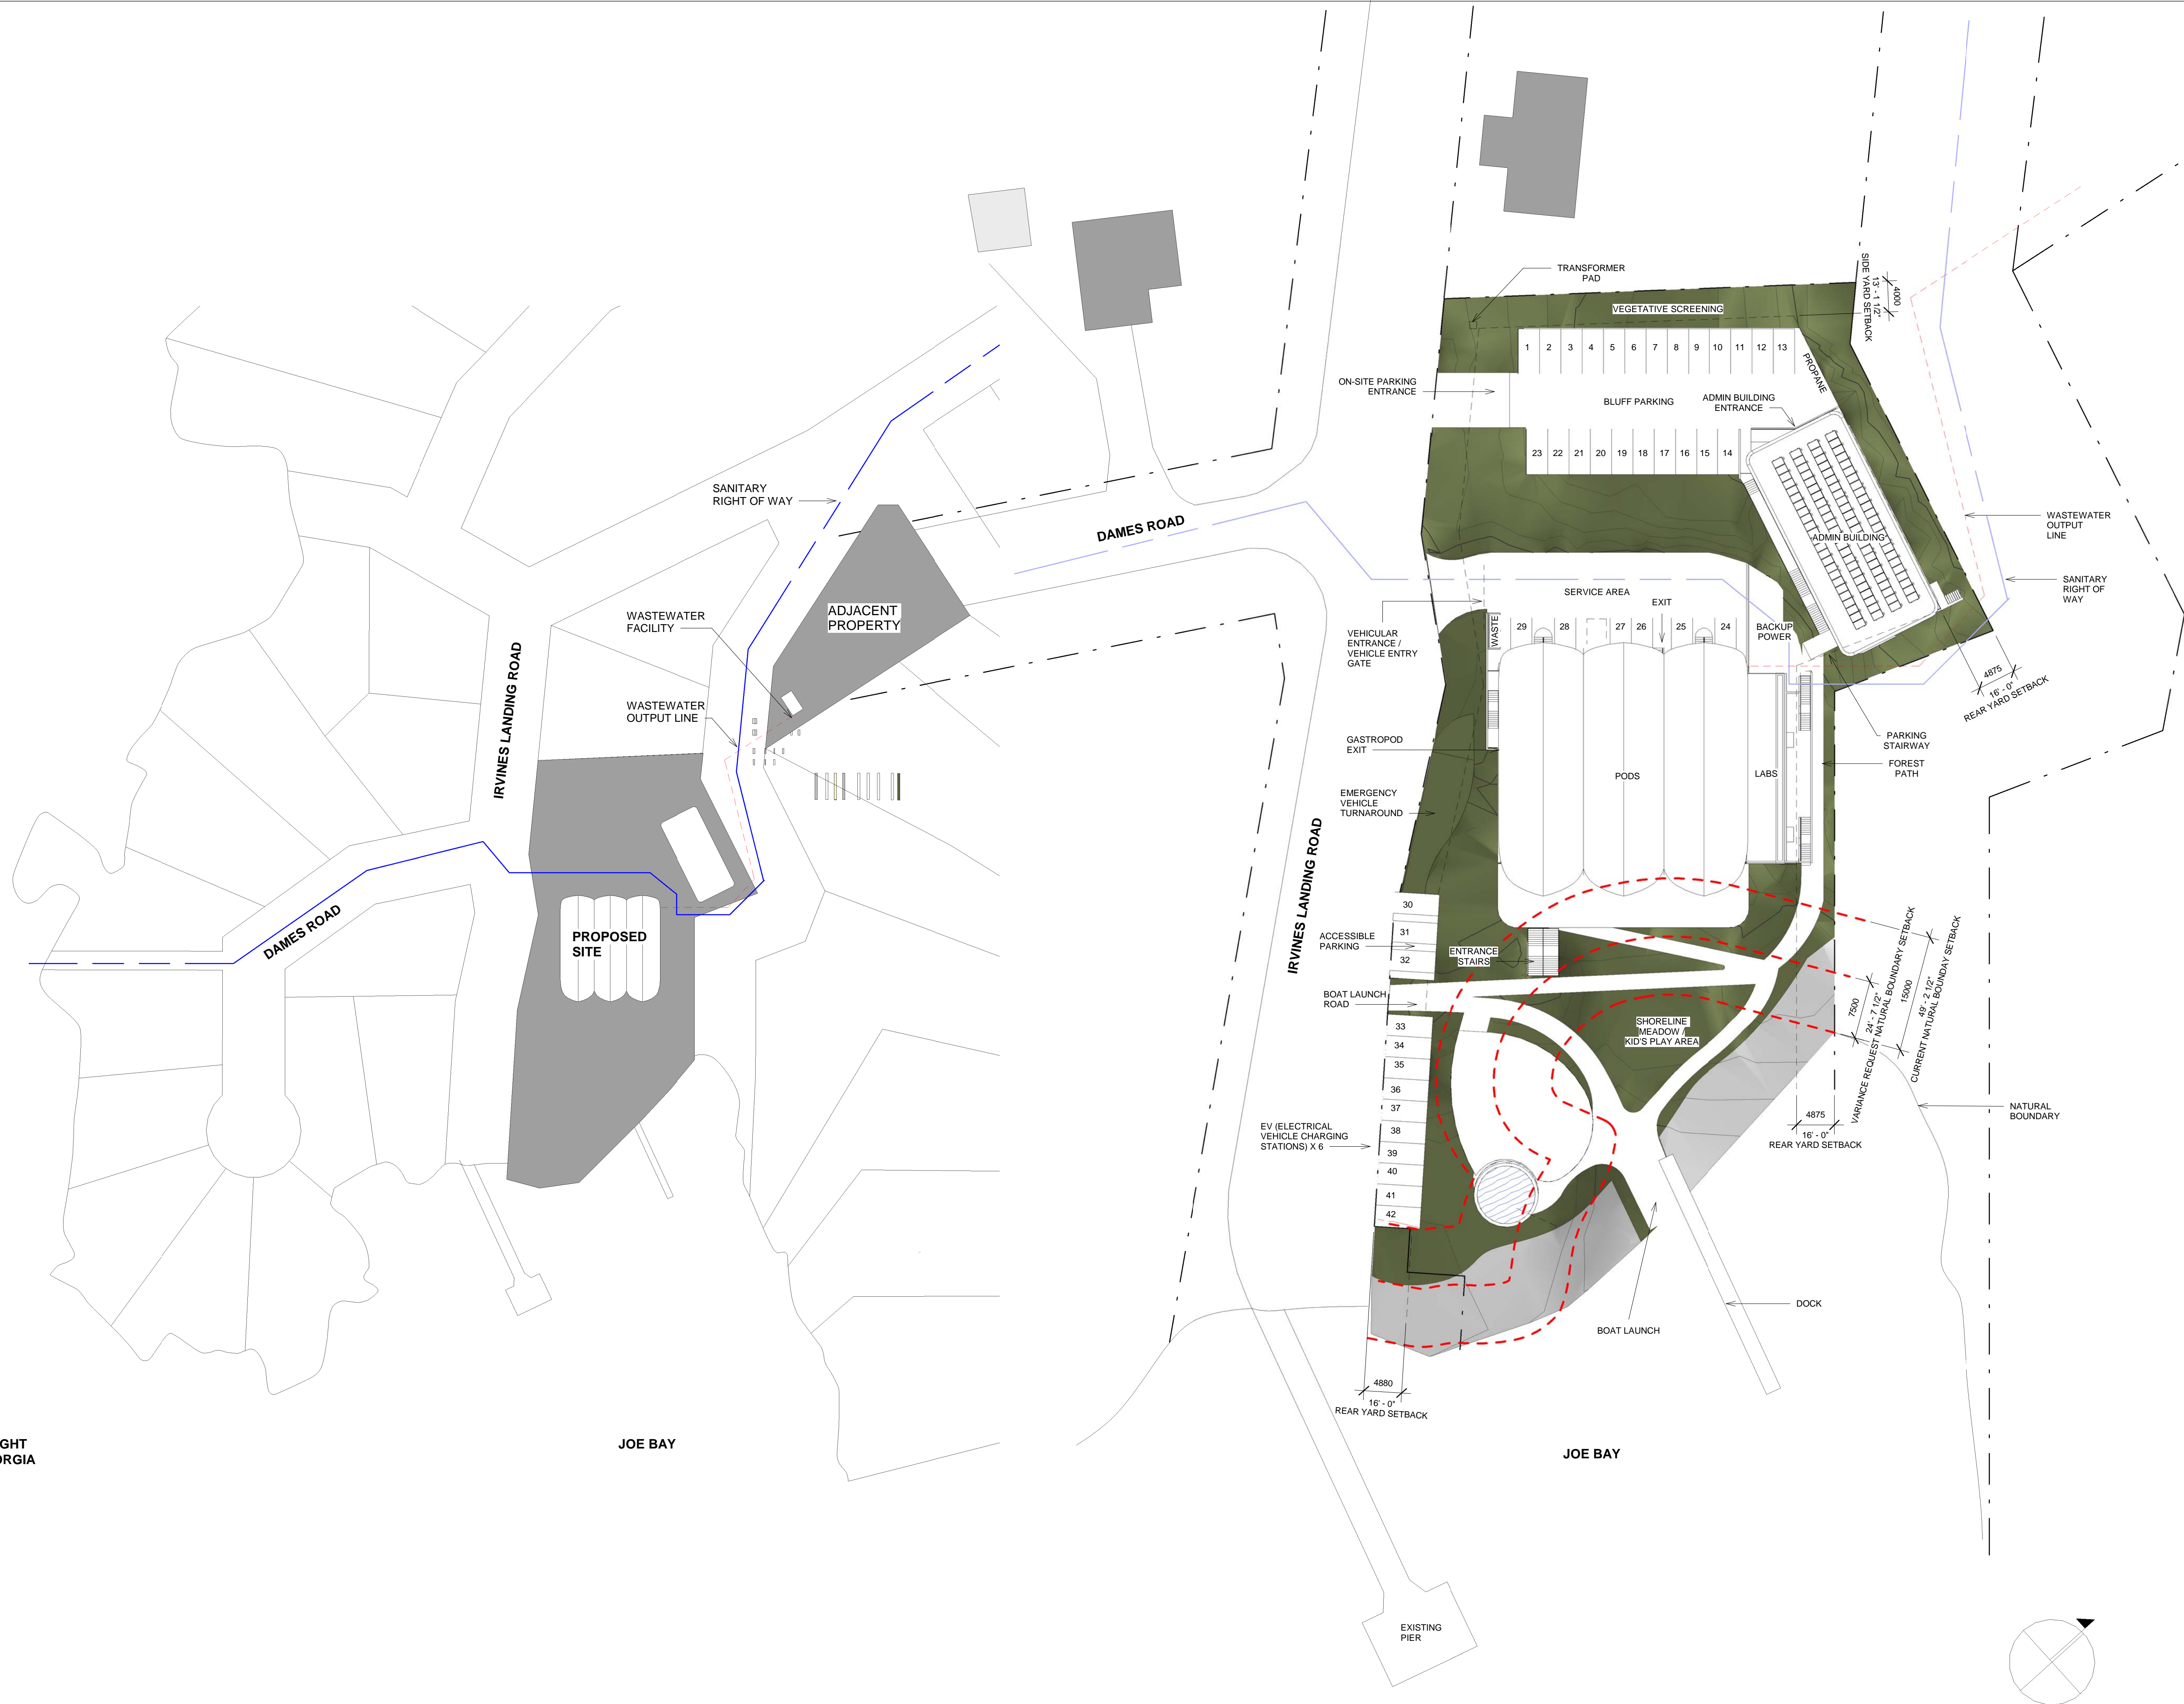 SANITARY
RIGHT OF WAY
WASTEWATER
FACILITY
ADJACENT
PROPERTY
WASTEWATER
OUTPUT LINE
IRVINES LANDING ROAD
DAMES ROAD
PROPOSED
SITE
JOE BAY
GHT
ORGIA
TRANSFORMER
PAD
VEGETATIVE SCREENING
SIDE YARD SETBACK
13' - 1 1/2"
4000
1 2 3 4 5 6 7 8 9 10 11 12 13
PROPANE
ON-SITE PARKING
ENTRANCE
BLUFF PARKING
ADMIN BUILDING
ENTRANCE
23 22 21 20 19 18 17 16 15 14
DAMES ROAD
ADMIN BUILDING
WASTEWATER
OUTPUT
LINE
SANITARY
RIGHT OF
WAY
SERVICE AREA
EXIT
VEHICULAR
ENTRANCE /
VEHICLE ENTRY
GATE
WASTE
29 28 27 26 25 24
BACKUP
POWER
4875
16' - 0"
REAR YARD SETBACK
PARKING
STAIRWAY
FOREST
PATH
GASTROPOD
EXIT
PODS
LABS
EMERGENCY
VEHICLE
TURNAROUND
IRVINES LANDING ROAD
30
31
32
ACCESSIBLE
PARKING
ENTRANCE
STAIRS
BOAT LAUNCH
ROAD
SHORELINE
MEADOW /
KID'S PLAY AREA
7500
24' - 7 1/2"
VARIANCE REQUEST NATURAL BOUNDARY SETBACK
15000
49' - 2 1/2"
CURRENT NATURAL BOUNDAY SETBACK
33
34
35
36
37
38
39
40
41
42
EV (ELECTRICAL
VEHICLE CHARGING
STATIONS) X 6
4875
16' - 0"
REAR YARD SETBACK
NATURAL
BOUNDARY
DOCK
BOAT LAUNCH
4880
16' - 0"
REAR YARD SETBACK
JOE BAY
EXISTING
PIER